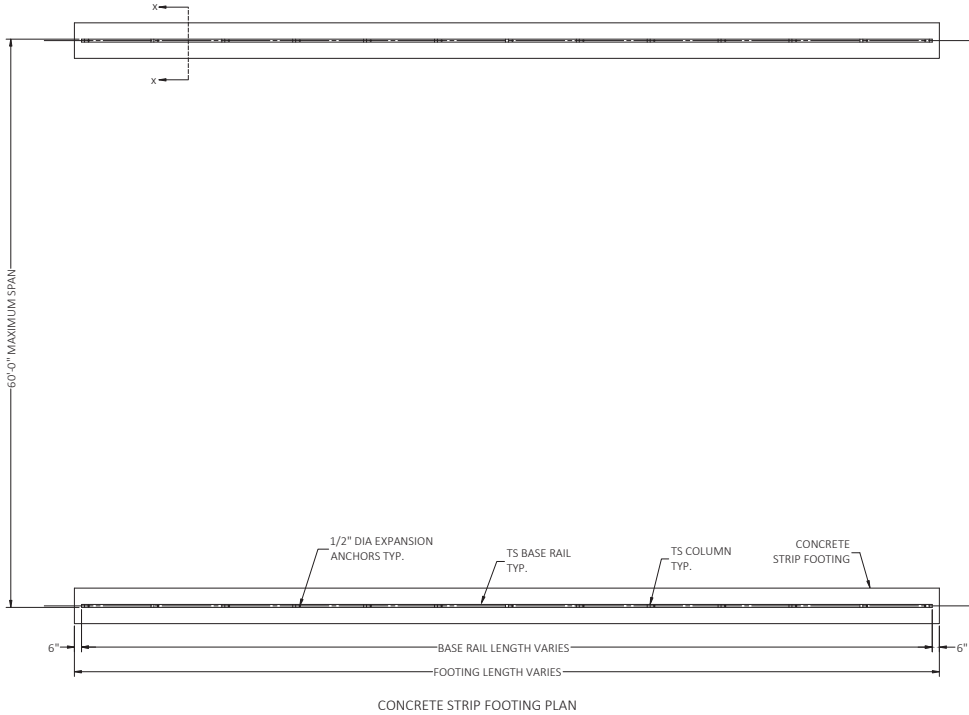 X
X
60'-0" MAXIMUM SPAN
1/2" DIA EXPANSION
ANCHORS TYP.
TS BASE RAIL
TYP.
TS COLUMN
TYP.
CONCRETE
STRIP FOOTING
6"
BASE RAIL LENGTH VARIES
6"
FOOTING LENGTH VARIES
CONCRETE STRIP FOOTING PLAN